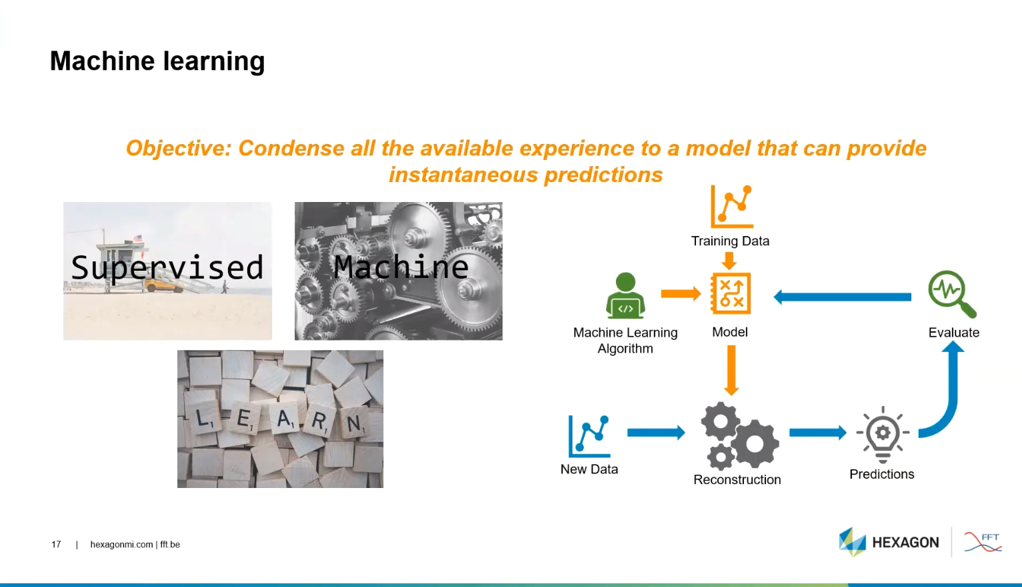 Machine learning
Objective: Condense all the available experience to a model that can provide
instantaneous predictions
Supervised
Machine
L E A R N
Training Data
Machine Learning
Algorithm
Model
Evaluate
New Data
Reconstruction
Predictions
17 | hexagonmi.com | fft.be
HEXAGON
FFT